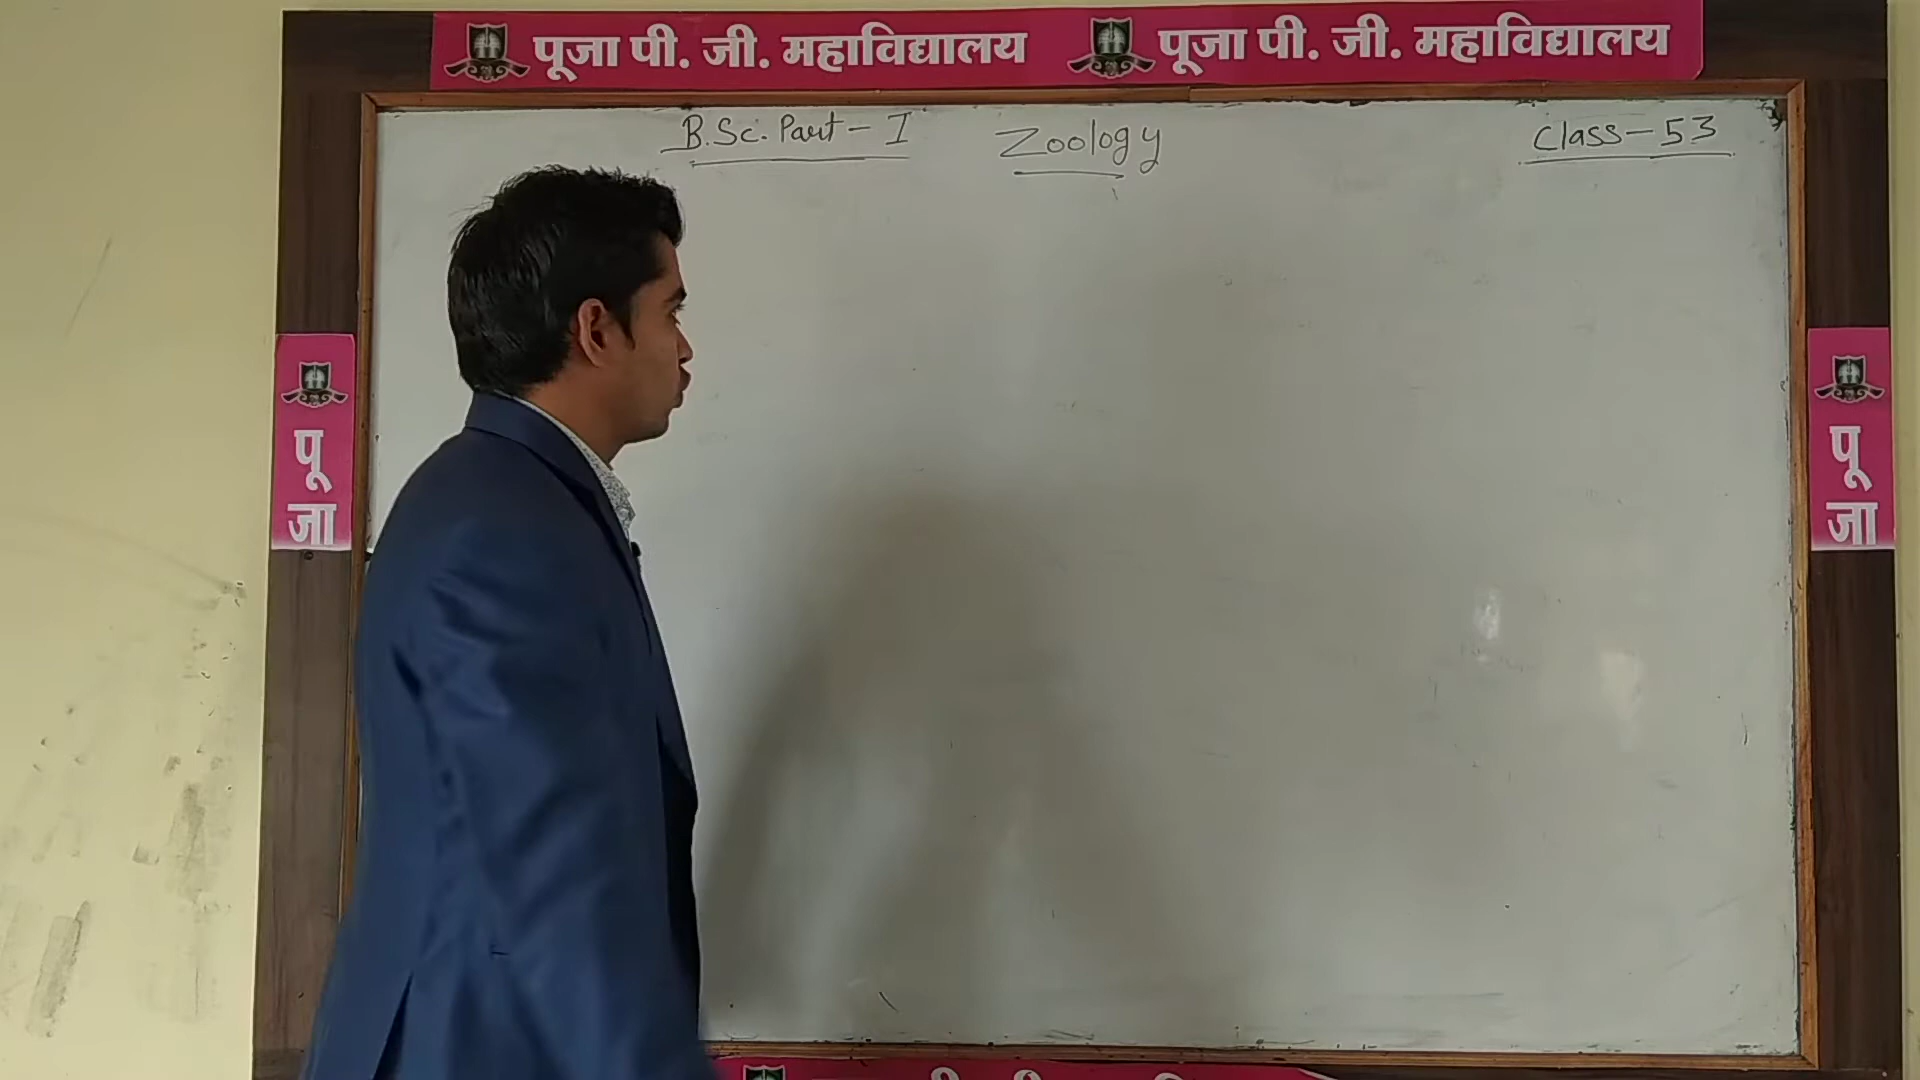 पूजा पी. जी. महाविद्यालय पूजा पी. जी. महाविद्यालय
B.Sc. Part - I Zoology Class - 53
पू
जा
पू
जा